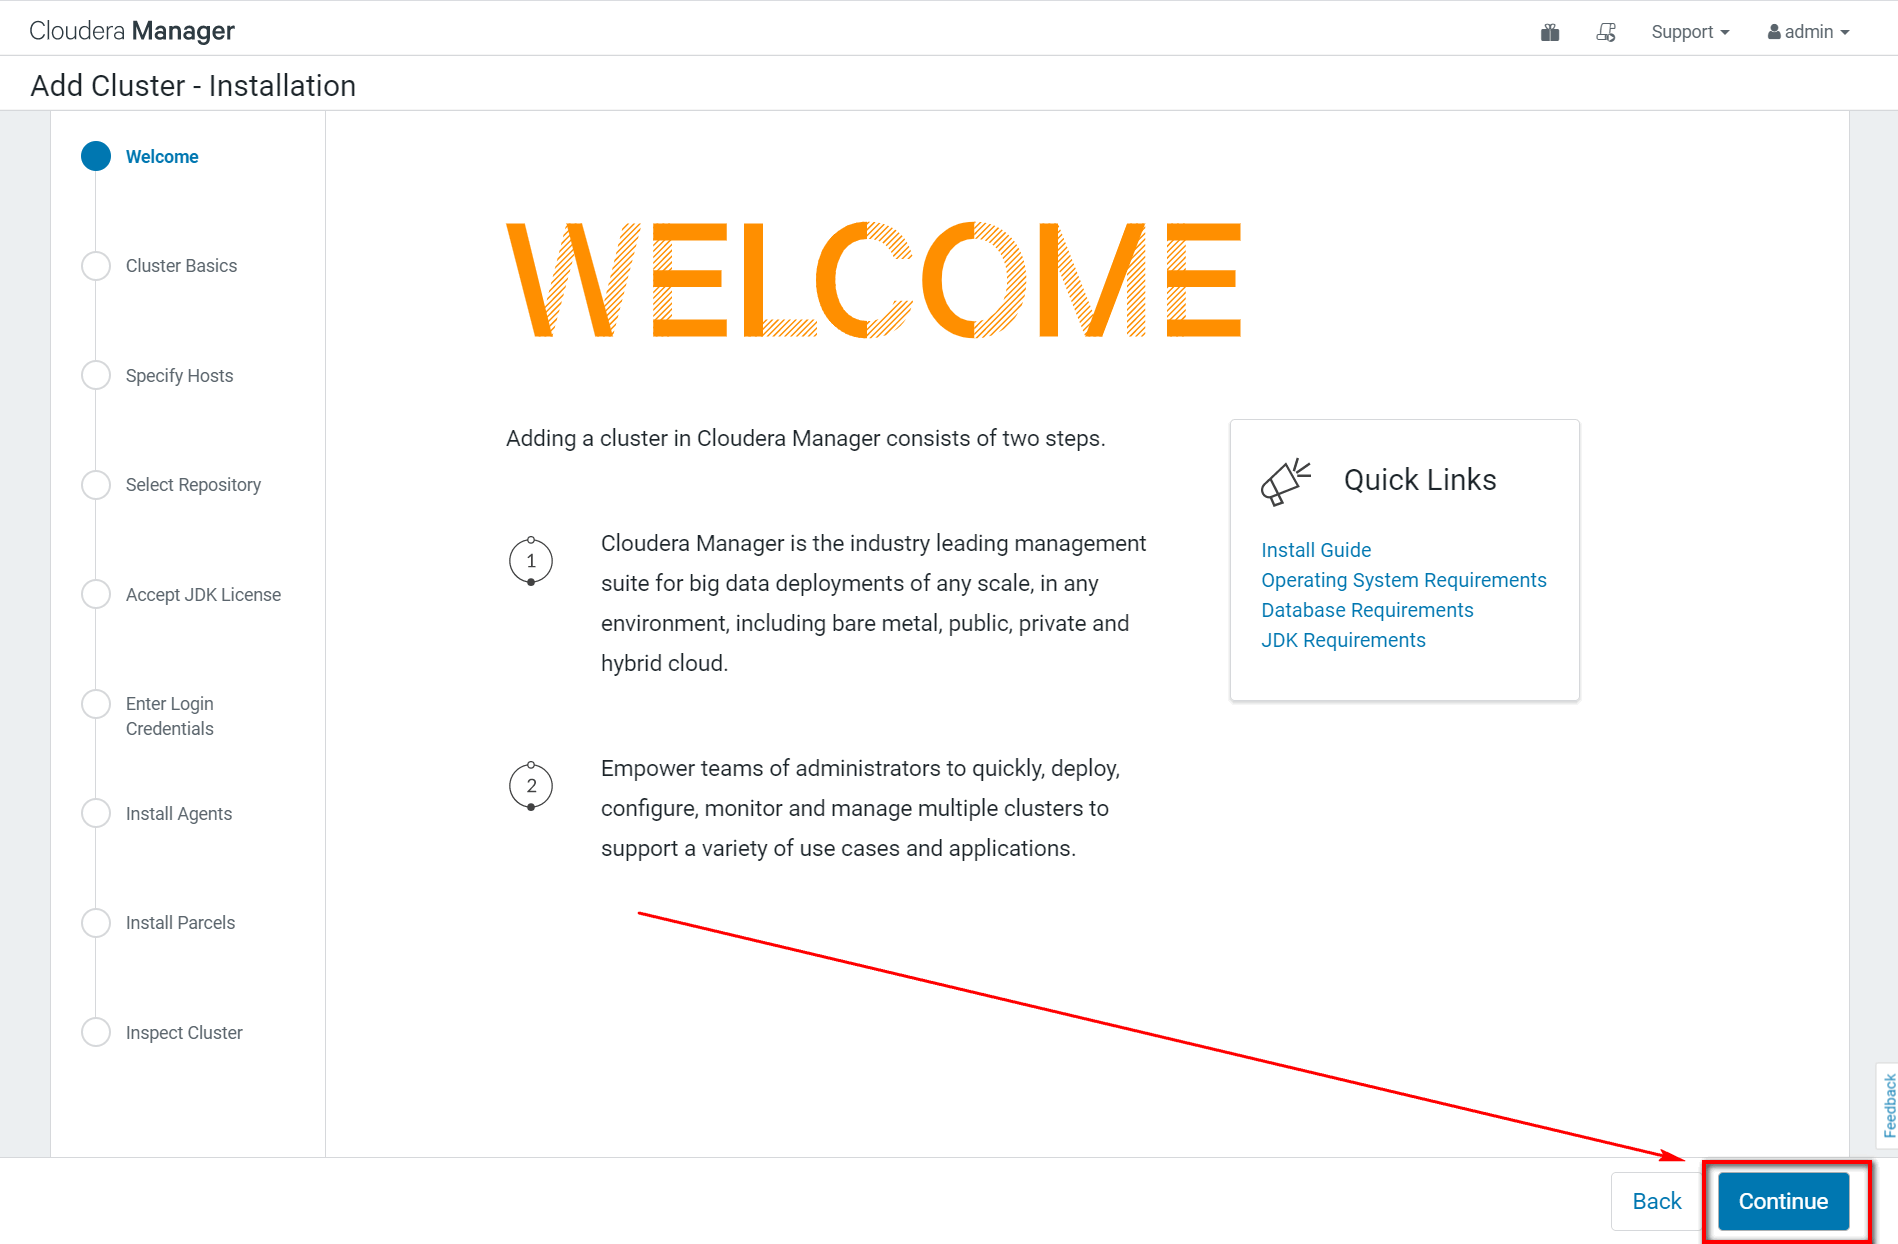 Cloudera Manager
Support
admin
Add Cluster - Installation
Welcome
Cluster Basics
Specify Hosts
Select Repository
Accept JDK License
Enter Login
Credentials
Install Agents
Install Parcels
Inspect Cluster
WELCOME
Adding a cluster in Cloudera Manager consists of two steps.
1
Cloudera Manager is the industry leading management
suite for big data deployments of any scale, in any
environment, including bare metal, public, private and
hybrid cloud.
2
Empower teams of administrators to quickly, deploy,
configure, monitor and manage multiple clusters to
support a variety of use cases and applications.
Quick Links
Install Guide
Operating System Requirements
Database Requirements
JDK Requirements
Feedback
Back
Continue